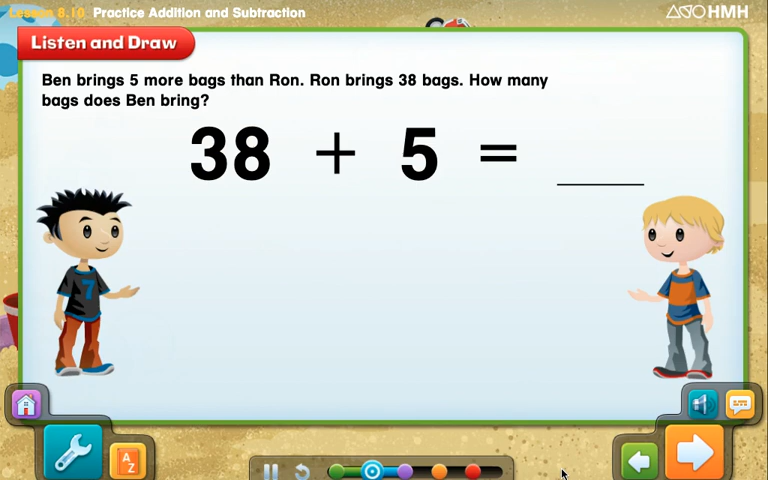 Lesson 8.10 Practice Addition and Subtraction
HMH
Listen and Draw
Ben brings 5 more bags than Ron. Ron brings 38 bags. How many
bags does Ben bring?
38 + 5 = ____
7
A
Z